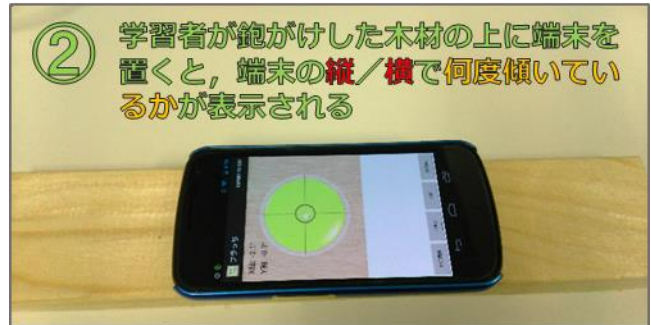 ② 学習者が鉋がけした木材の上に端末を
置くと，端末の縦／横で何度傾いてい
るかが表示される